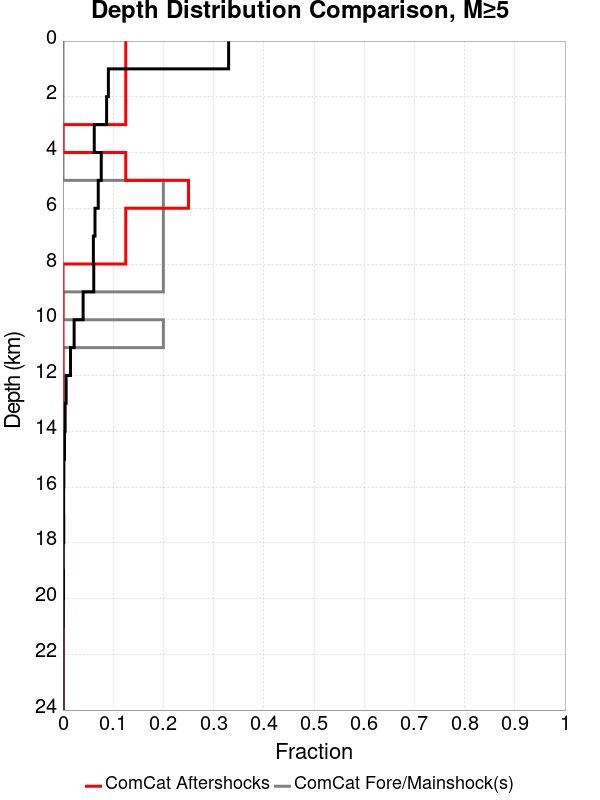 Depth Distribution Comparison, M≥5
0
2
4
6
8
10
12
14
16
18
20
22
24
Depth (km)
0 0.1 0.2 0.3 0.4 0.5 0.6 0.7 0.8 0.9 1
Fraction
ComCat Aftershocks ComCat Fore/Mainshock(s)